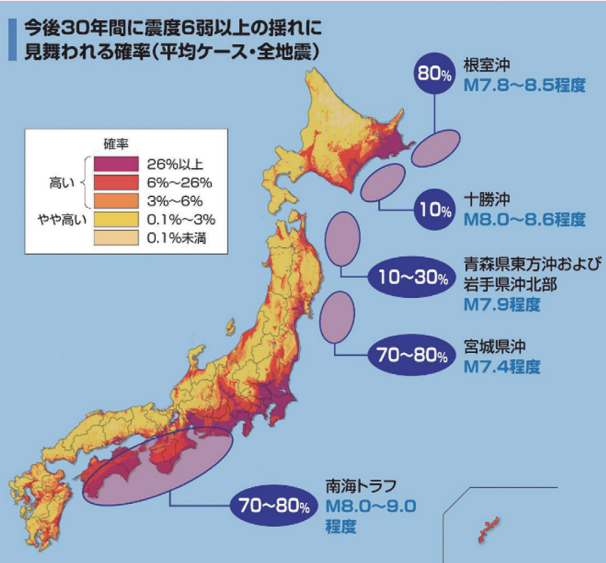 今後30年間に震度6弱以上の揺れに
見舞われる確率(平均ケース・全地震)
確率
高い
26%以上
6%～26%
3%～6%
やや高い
0.1%～3%
0.1%未満
80%
根室沖
M7.8～8.5程度
10%
十勝沖
M8.0～8.6程度
10～30%
青森県東方沖および
岩手県沖北部
M7.9程度
70～80%
宮城県沖
M7.4程度
70～80%
南海トラフ
M8.0～9.0
程度